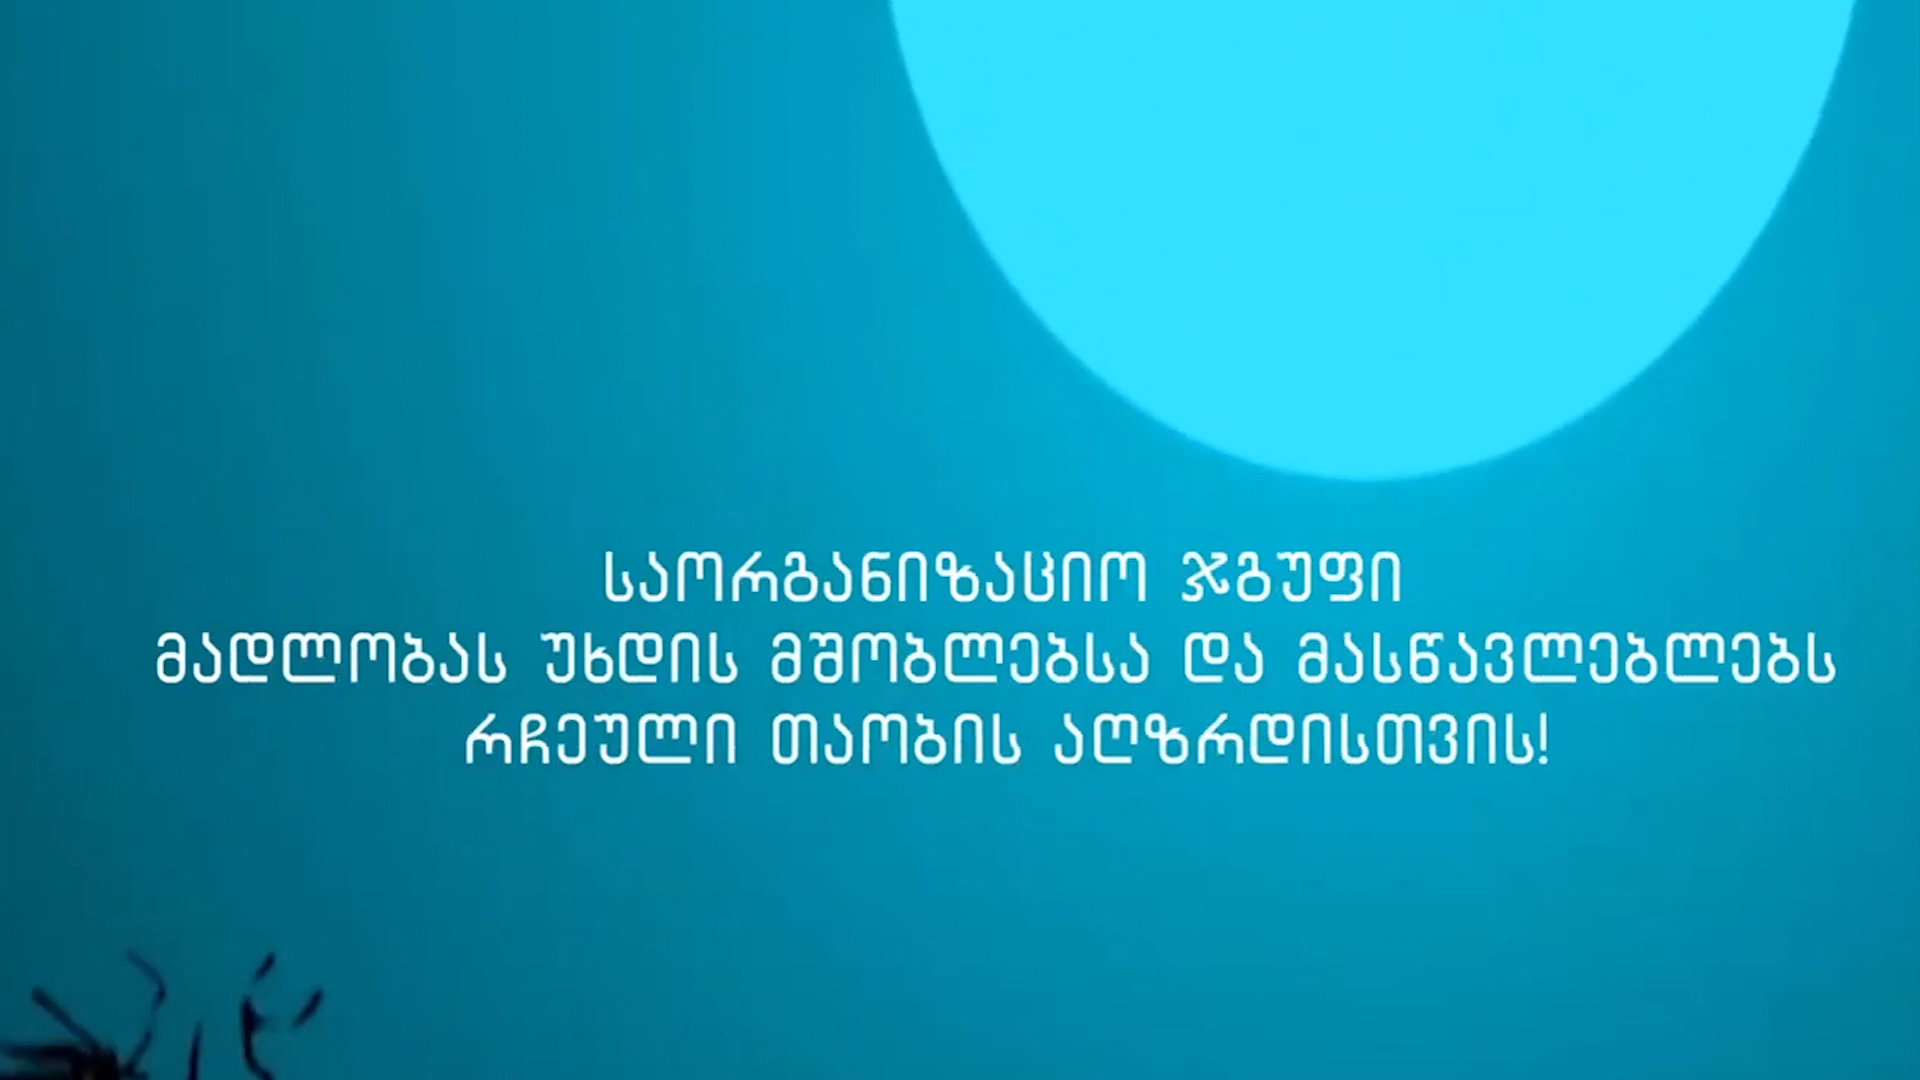 საორგანიზაციო ჯგუფი
მადლობას უხდის მშობლებსა და მასწავლებლებს
რჩეული თაობის აღზრდისთვის!